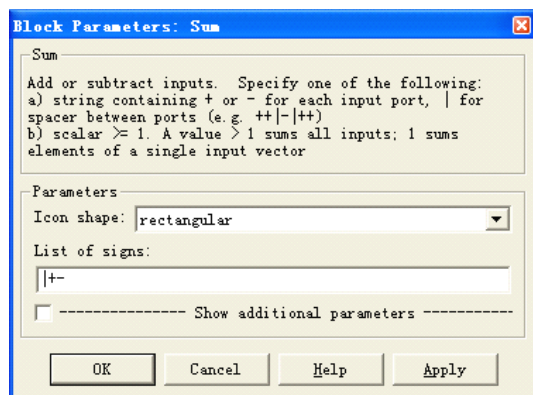 Block Parameters: Sum
Sum
Add or subtract inputs. Specify one of the following:
a) string containing + or - for each input port, | for
spacer between ports (e.g. ++|-|++)
b) scalar >= 1. A value > 1 sums all inputs; 1 sums
elements of a single input vector
Parameters
Icon shape: rectangular
List of signs:
|+-
--------------- Show additional parameters -----------
OK Cancel Help Apply